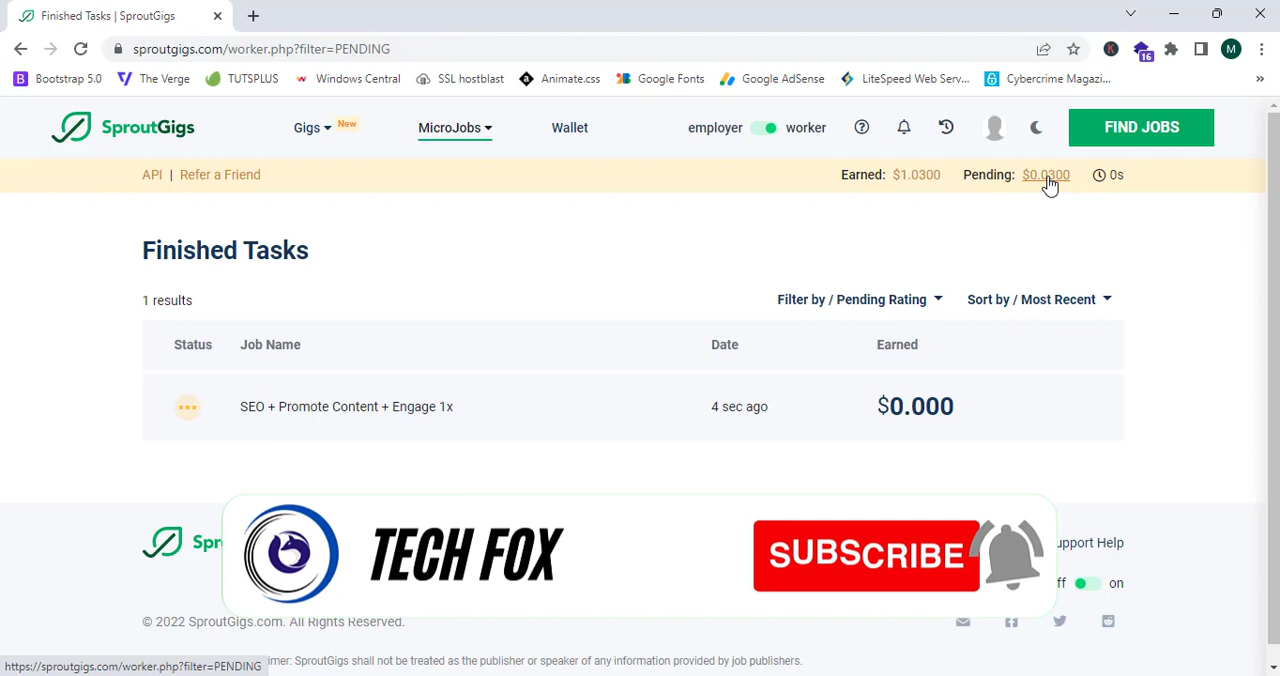 Finished Tasks | SproutGigs
sproutgigs.com/worker.php?filter=PENDING
K
16
M
B Bootstrap 5.0 The Verge TUTSPLUS Windows Central SSL hostblast Animate.css Google Fonts Google AdSense LiteSpeed Web Serv... Cybercrime Magazi... »
SproutGigs Gigs New MicroJobs Wallet employer worker FIND JOBS
API | Refer a Friend Earned: $1.0300 Pending: $0.0300 0s
Finished Tasks
1 results Filter by / Pending Rating Sort by / Most Recent
Status Job Name Date Earned
SEO + Promote Content + Engage 1x 4 sec ago $0.000
TECH FOX SUBSCRIBE
Spr upport Help
ff on
© 2022 SproutGigs.com. All Rights Reserved.
imer: SproutGigs shall not be treated as the publisher or speaker of any information provided by job publishers.
https://sproutgigs.com/worker.php?filter=PENDING